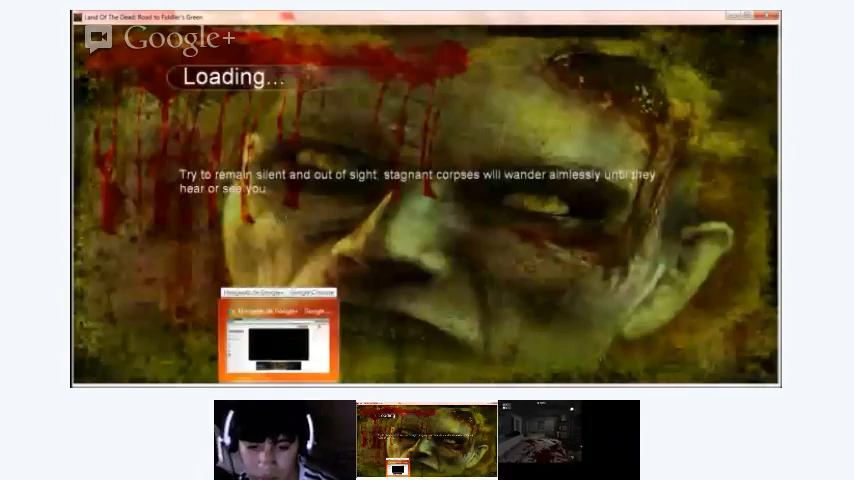 Land Of The Dead: Road to Fiddler's Green
Google+
Loading...
Try to remain silent and out of sight, stagnant corpses will wander aimlessly until they
hear or see you